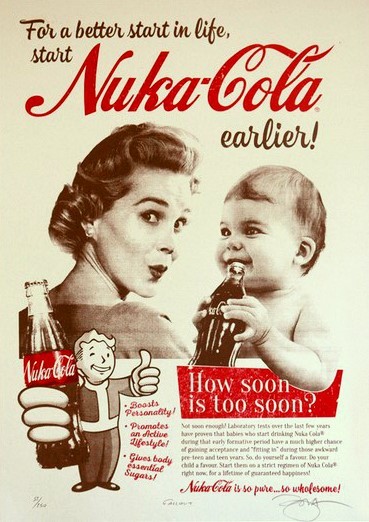 For a better start in life,
start
Nuka-Cola
earlier!
Nuka-Cola
• Boosts
Personality!
• Promotes
an Active
Lifestyle!
• Gives body
essential
Sugars!
How soon
is too soon?
Not soon enough! Laboratory tests over the last few years
have proven that babies who start drinking Nuka Cola®
during that early formative period have a much higher chance
of gaining acceptance and "fitting in" during those awkward
pre-teen and teen years. So, do yourself a favour. Do your
child a favour. Start them on a strict regimen of Nuka Cola®
right now, for a lifetime of guaranteed happiness!
Nuka-Cola is so pure...so wholesome!